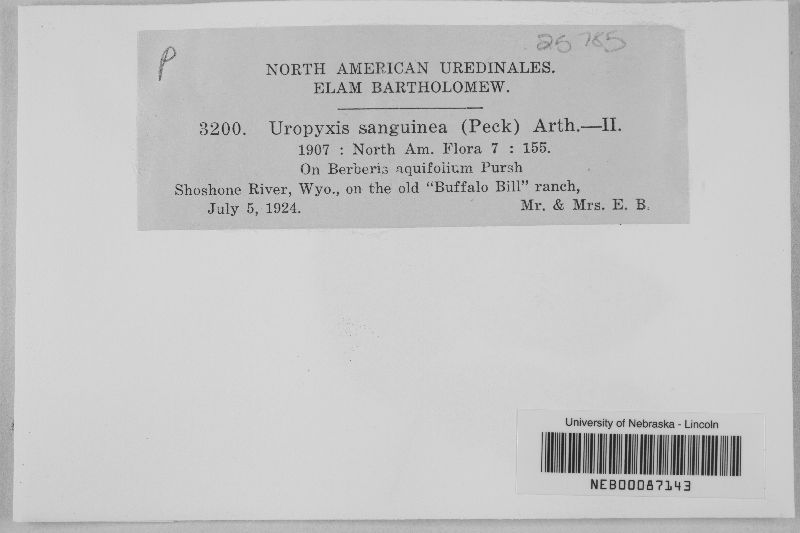 25785
P
NORTH AMERICAN UREDINALES.
ELAM BARTHOLOMEW.
3200. Uropyxis sanguinea (Peck) Arth.—II.
1907 : North Am. Flora 7 : 155.
On Berberis aquifolium Pursh
Shoshone River, Wyo., on the old "Buffalo Bill" ranch,
July 5, 1924. Mr. & Mrs. E. B.
University of Nebraska - Lincoln
NEB00087143